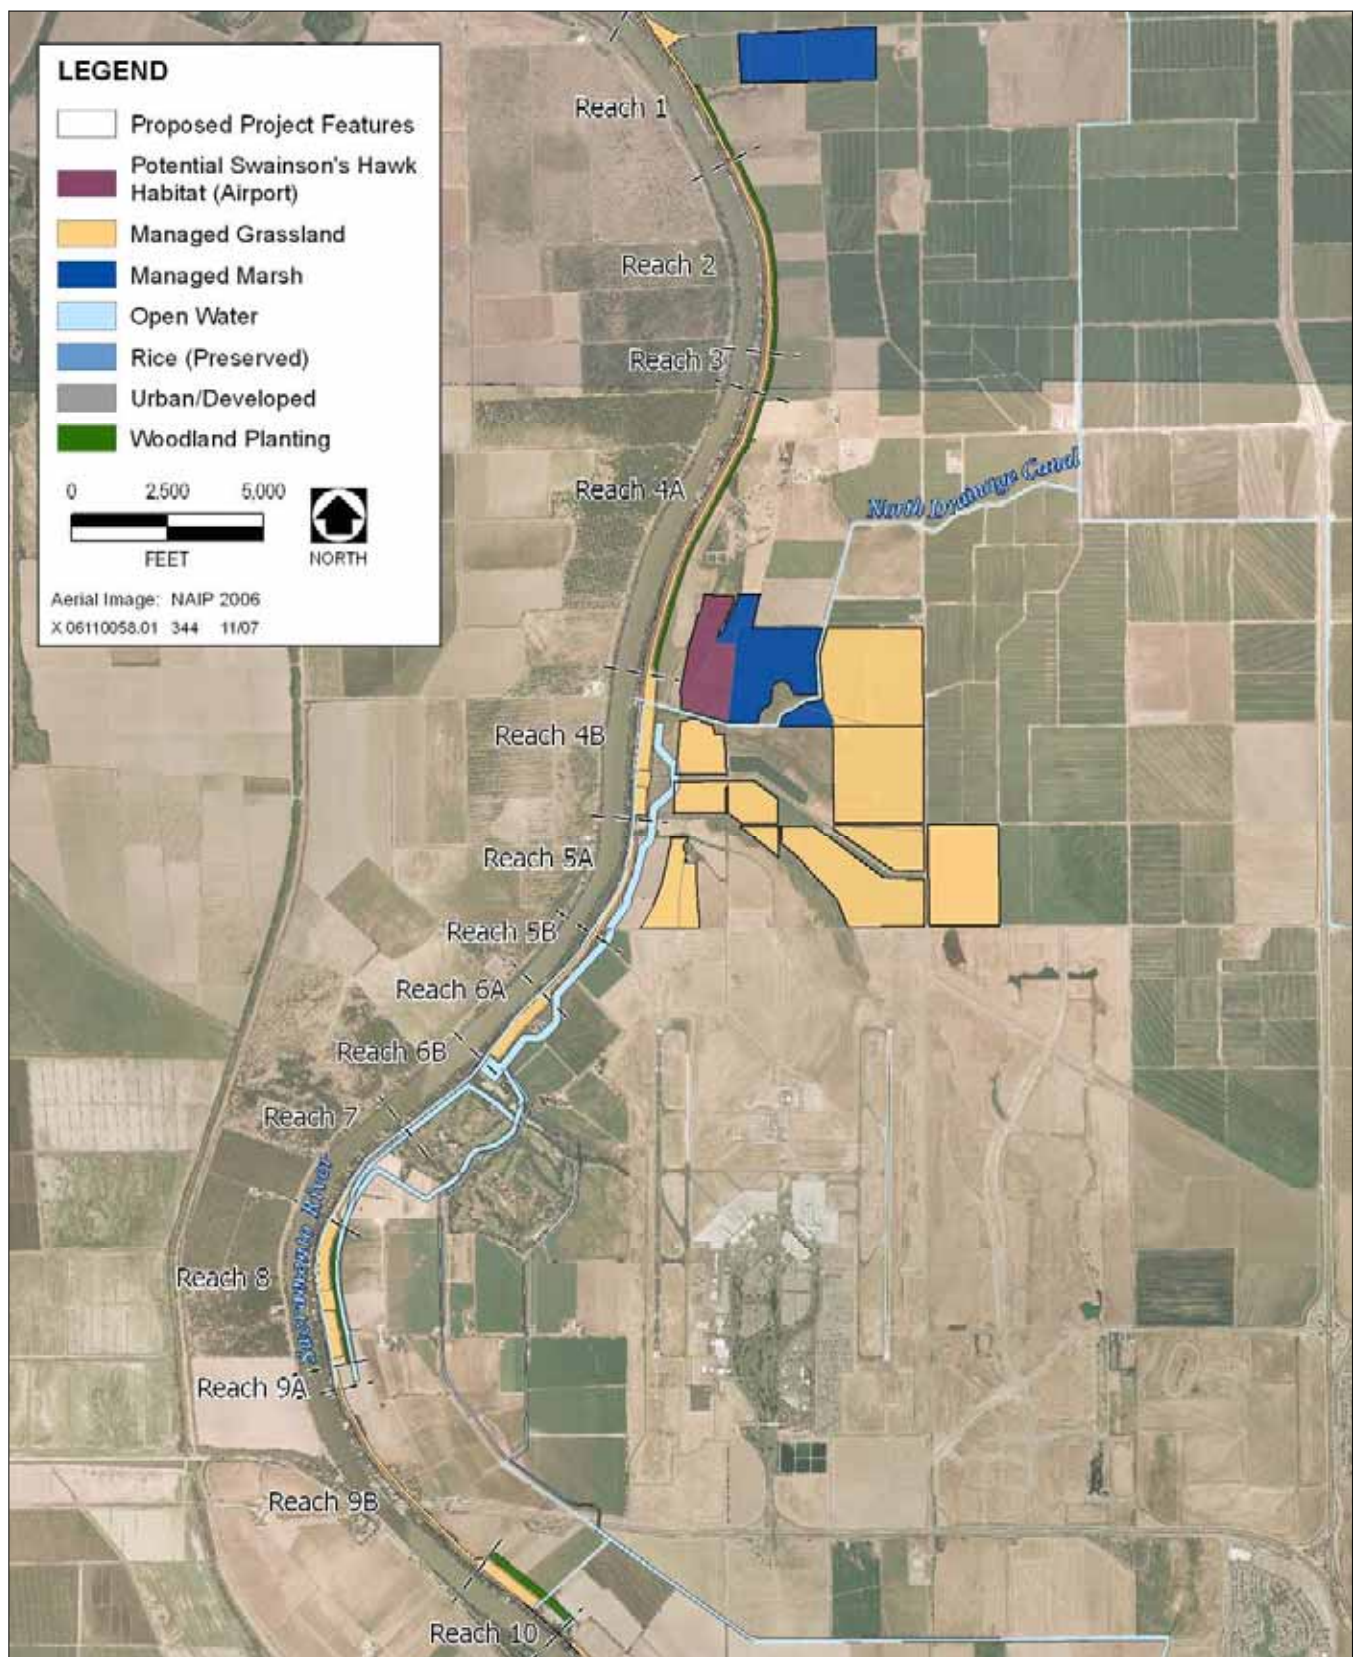 LEGEND
Proposed Project Features
Potential Swainson's Hawk
Habitat (Airport)
Managed Grassland
Managed Marsh
Open Water
Rice (Preserved)
Urban/Developed
Woodland Planting
0 2,500 5,000
FEET
NORTH
Aerial Image: NAIP 2006
X 06110058.01 344 11/07
Reach 1
Reach 2
Reach 3
Reach 4A
North Drainage Canal
Reach 4B
Reach 5A
Reach 5B
Reach 6A
Reach 6B
Reach 7
Sacramento River
Reach 8
Reach 9A
Reach 9B
Reach 10